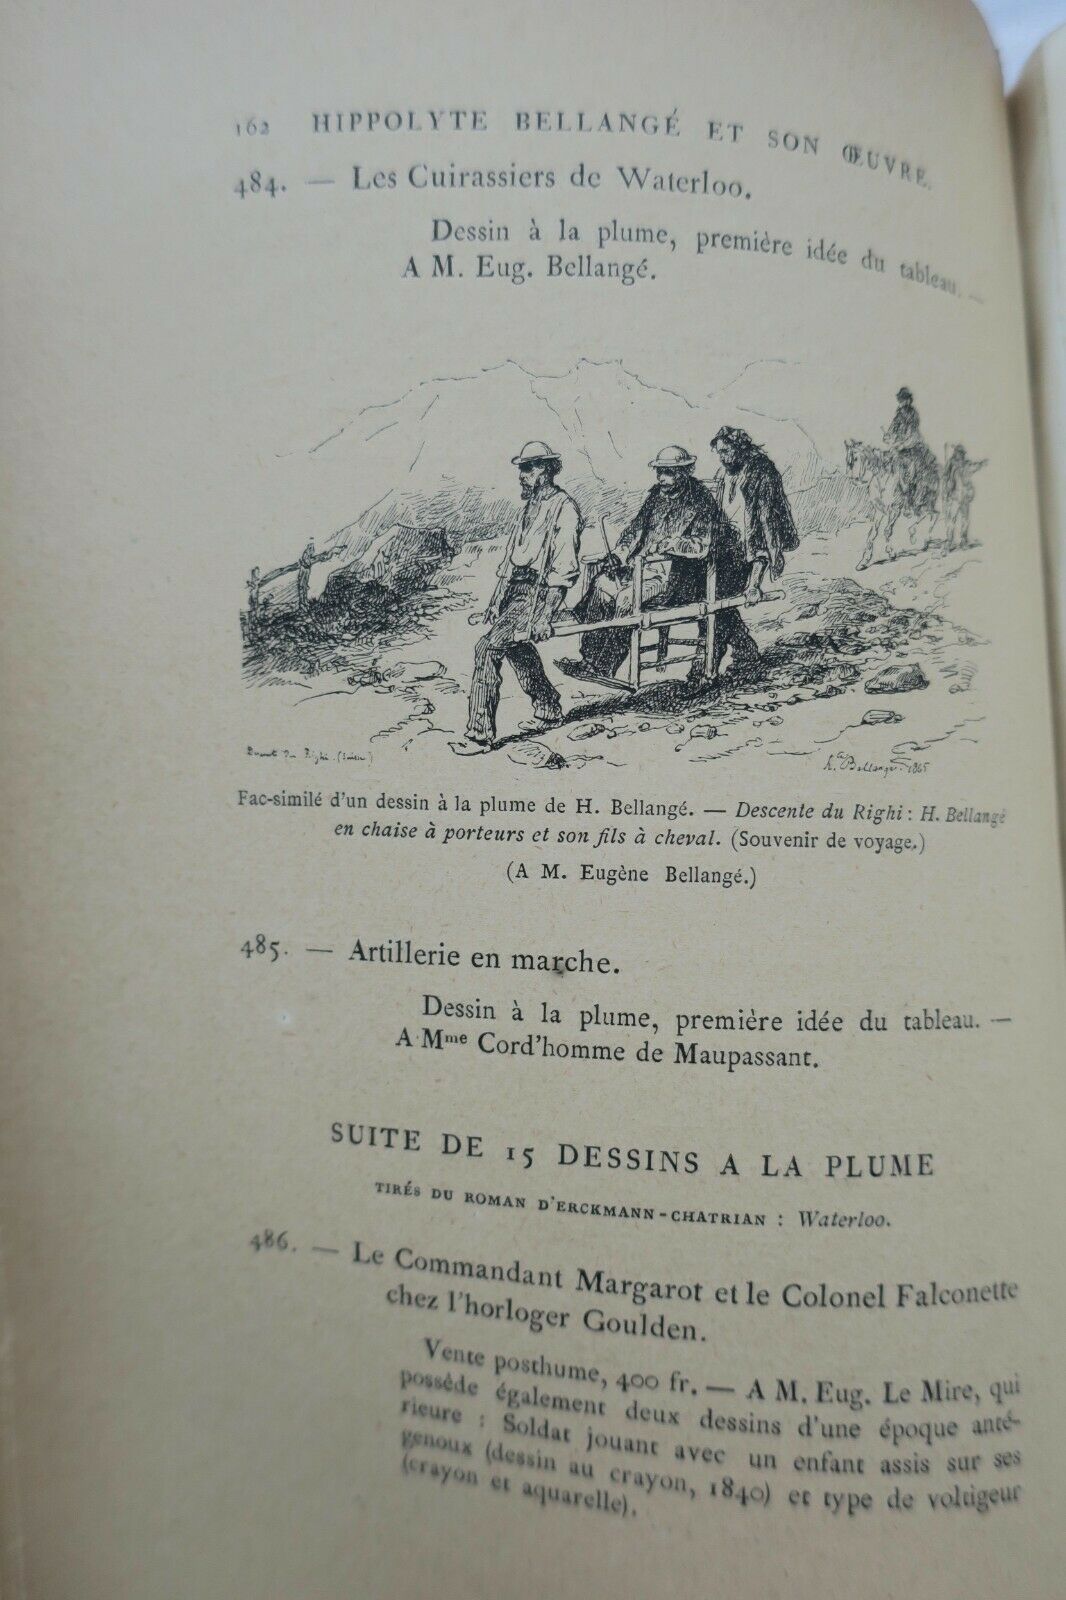 162 HIPPOLYTE BELLANGÉ ET SON ŒUVRE.
484. — Les Cuirassiers de Waterloo.
Dessin à la plume, première idée du tableau. —
A M. Eug. Bellangé.
h.te Bellangé 1865
Fac-similé d'un dessin à la plume de H. Bellangé. — Descente du Righi : H. Bellangé
en chaise à porteurs et son fils à cheval. (Souvenir de voyage.)
(A M. Eugène Bellangé.)
485. — Artillerie en marche.
Dessin à la plume, première idée du tableau. —
A Mme Cord'homme de Maupassant.
SUITE DE 15 DESSINS A LA PLUME
TIRÉS DU ROMAN D'ERCKMANN-CHATRIAN : Waterloo.
486. — Le Commandant Margarot et le Colonel Falconette
chez l'horloger Goulden.
Vente posthume, 400 fr. — A M. Eug. Le Mire, qui
possède également deux dessins d'une époque anté-
rieure : Soldat jouant avec un enfant assis sur ses
genoux (dessin au crayon, 1840) et type de voltigeur
(crayon et aquarelle).